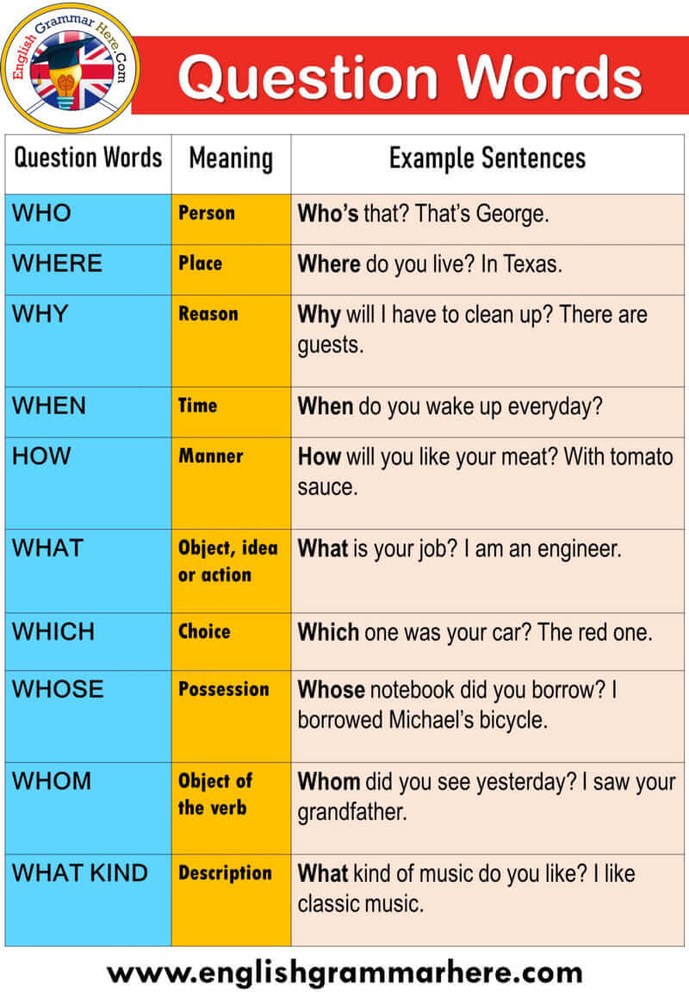 English Grammar Here.Com
Question Words
Question Words Meaning Example Sentences
WHO Person Who's that? That's George.
WHERE Place Where do you live? In Texas.
WHY Reason Why will I have to clean up? There are
guests.
WHEN Time When do you wake up everyday?
HOW Manner How will you like your meat? With tomato
sauce.
WHAT Object, idea What is your job? I am an engineer.
or action
WHICH Choice Which one was your car? The red one.
WHOSE Possession Whose notebook did you borrow? I
borrowed Michael's bicycle.
WHOM Object of Whom did you see yesterday? I saw your
the verb grandfather.
WHAT KIND Description What kind of music do you like? I like
classic music.
www.englishgrammarhere.com